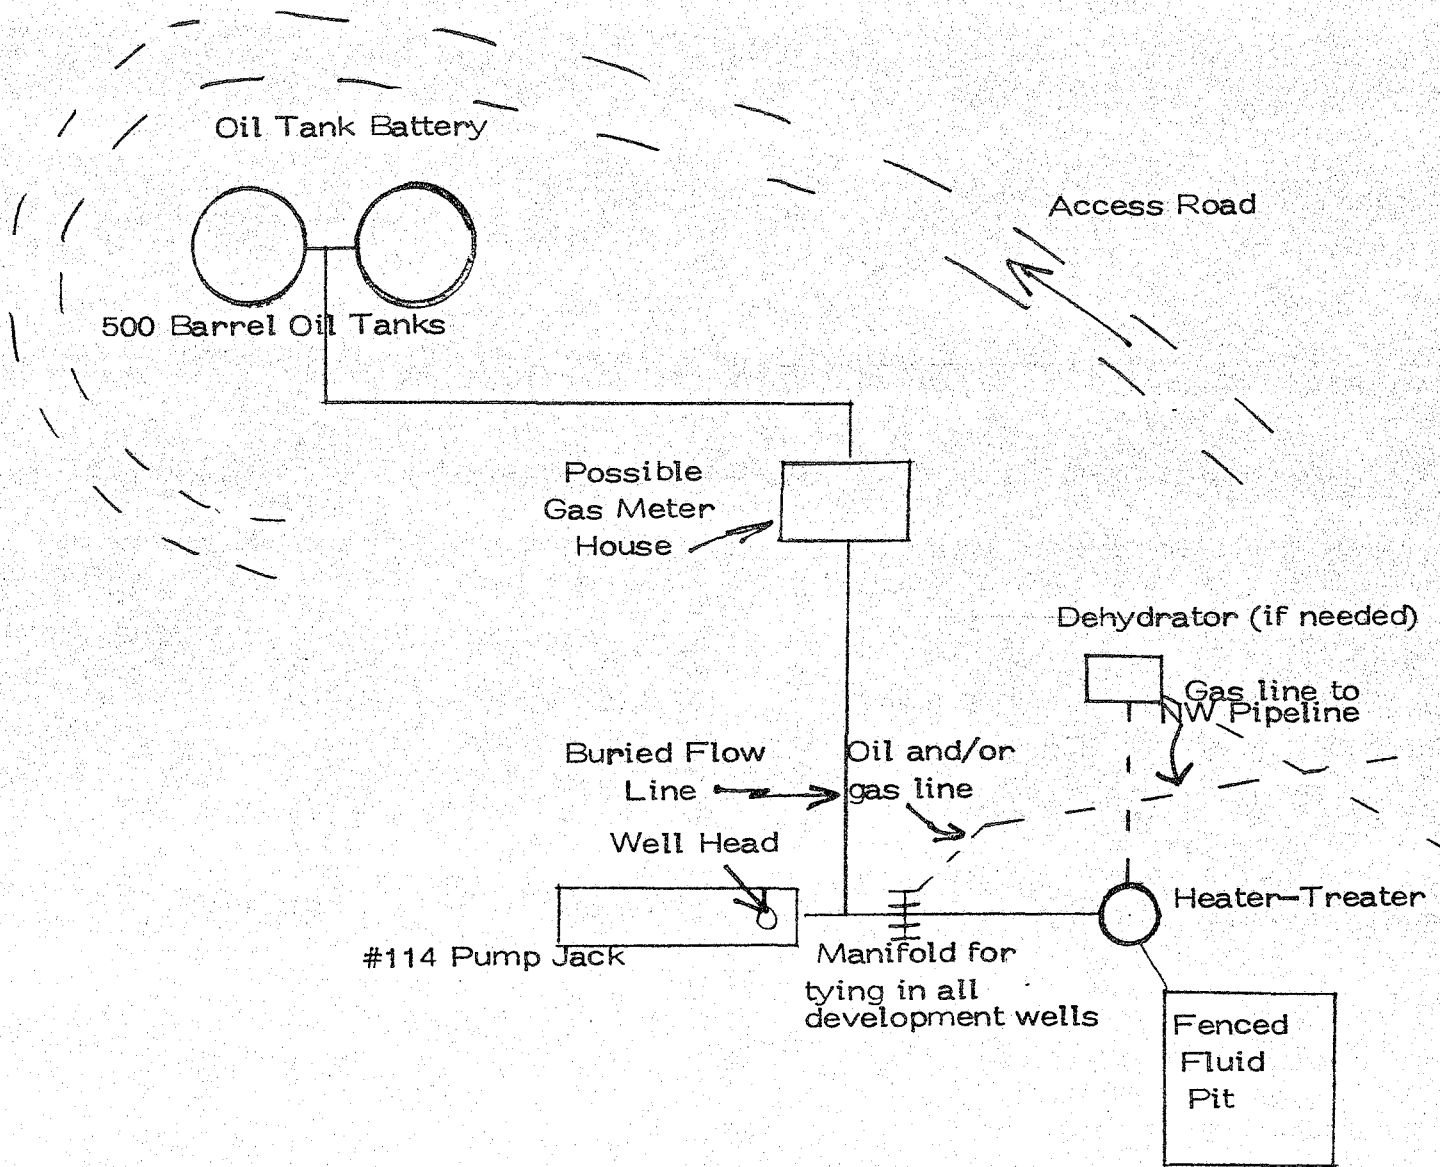 Oil Tank Battery
Access Road
500 Barrel Oil Tanks
Possible
Gas Meter
House
Dehydrator (if needed)
Gas line to
NW Pipeline
Buried Flow
Line
Oil and/or
gas line
Well Head
Heater-Treater
#114 Pump Jack
Manifold for
tying in all
development wells
Fenced
Fluid
Pit